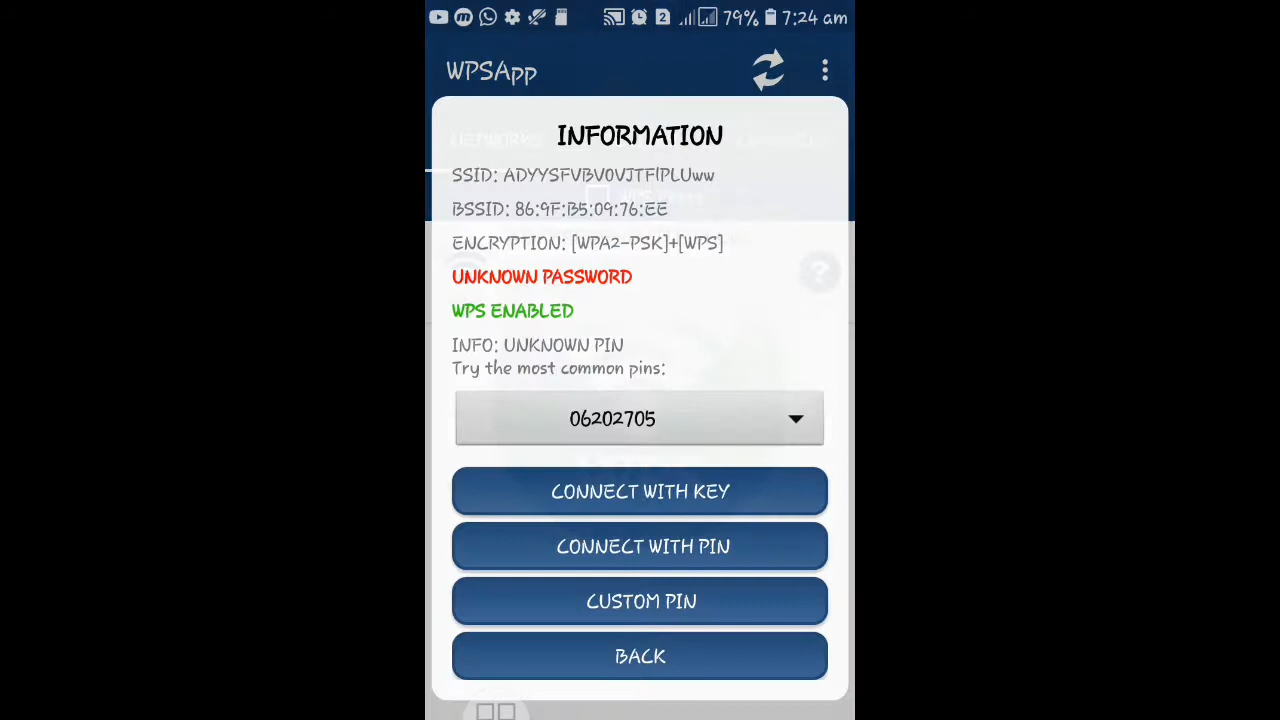 79% 7:24 am
WPSApp
INFORMATION
SSID: ADYYSFVBV0VJTFlPLUww
BSSID: 86:9F:B5:09:76:EE
ENCRYPTION: [WPA2-PSK]+[WPS]
UNKNOWN PASSWORD
WPS ENABLED
INFO: UNKNOWN PIN
Try the most common pins:
06202705
CONNECT WITH KEY
CONNECT WITH PIN
CUSTOM PIN
BACK